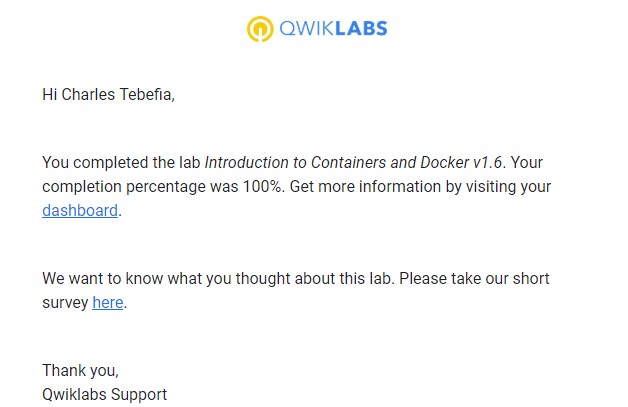 QWIKLABS
Hi Charles Tebefia,
You completed the lab Introduction to Containers and Docker v1.6. Your
completion percentage was 100%. Get more information by visiting your
dashboard.
We want to know what you thought about this lab. Please take our short
survey here.
Thank you,
Qwiklabs Support